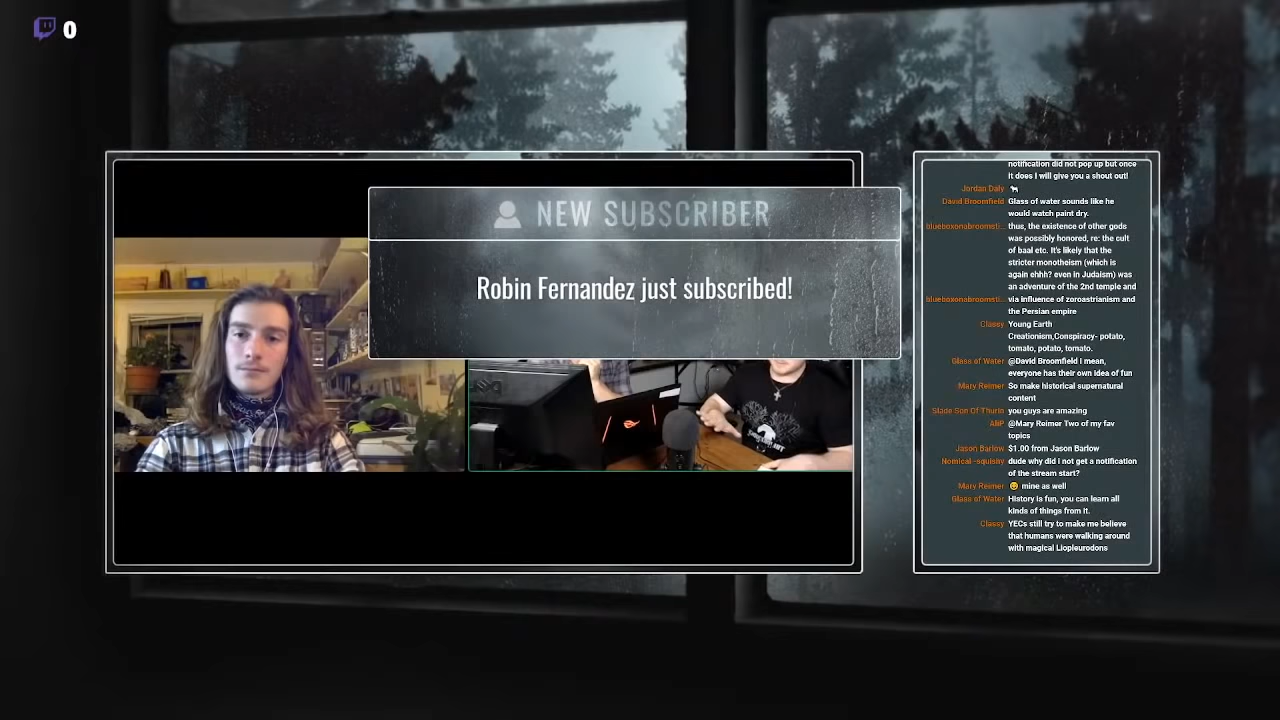 0
NEW SUBSCRIBER
Robin Fernandez just subscribed!
notification did not pop up but once
it does I will give you a shout out!
Jordan Daly
David Broomfield Glass of water sounds like he
would watch paint dry.
blueboxonabroomsti... thus, the existence of other gods
was possibly honored, re: the cult
of baal etc. It's likely that the
stricter monotheism (which is
again ehhh? even in Judaism) was
an adventure of the 2nd temple and
blueboxonabroomsti... via influence of zoroastrianism and
the Persian empire
Classy Young Earth
Creationism,Conspiracy- potato,
tomato, potato, tomato.
Glass of Water @David Broomfield I mean,
everyone has their own idea of fun
Mary Reimer So make historical supernatural
content
Slade Son Of Thurin you guys are amazing
AliP @Mary Reimer Two of my fav
topics
Jason Barlow $1.00 from Jason Barlow
Nomical -squishy dude why did I not get a notification
of the stream start?
Mary Reimer 😆 mine as well
Glass of Water History is fun, you can learn all
kinds of things from it.
Classy YECs still try to make me believe
that humans were walking around
with magical Liopleurodons